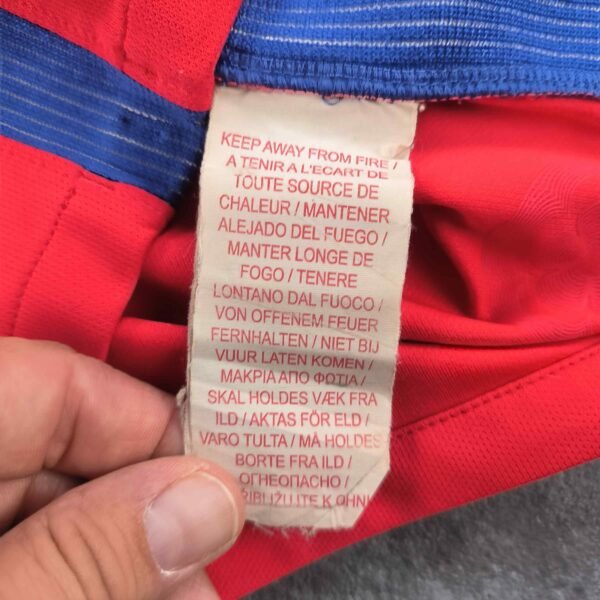 KEEP AWAY FROM FIRE /
A TENIR A L'ECART DE
TOUTE SOURCE DE
CHALEUR / MANTENER
ALEJADO DEL FUEGO /
MANTER LONGE DE
FOGO / TENERE
LONTANO DAL FUOCO /
VON OFFENEM FEUER
FERNHALTEN / NIET BIJ
VUUR LATEN KOMEN /
ΜΑΚΡΙΑ ΑΠΟ ΦΩΤΙΑ /
SKAL HOLDES VÆK FRA
ILD / AKTAS FÖR ELD /
VARO TULTA / MÅ HOLDES
BORTE FRA ILD /
ОГНЕОПАСНО /
K OHNI